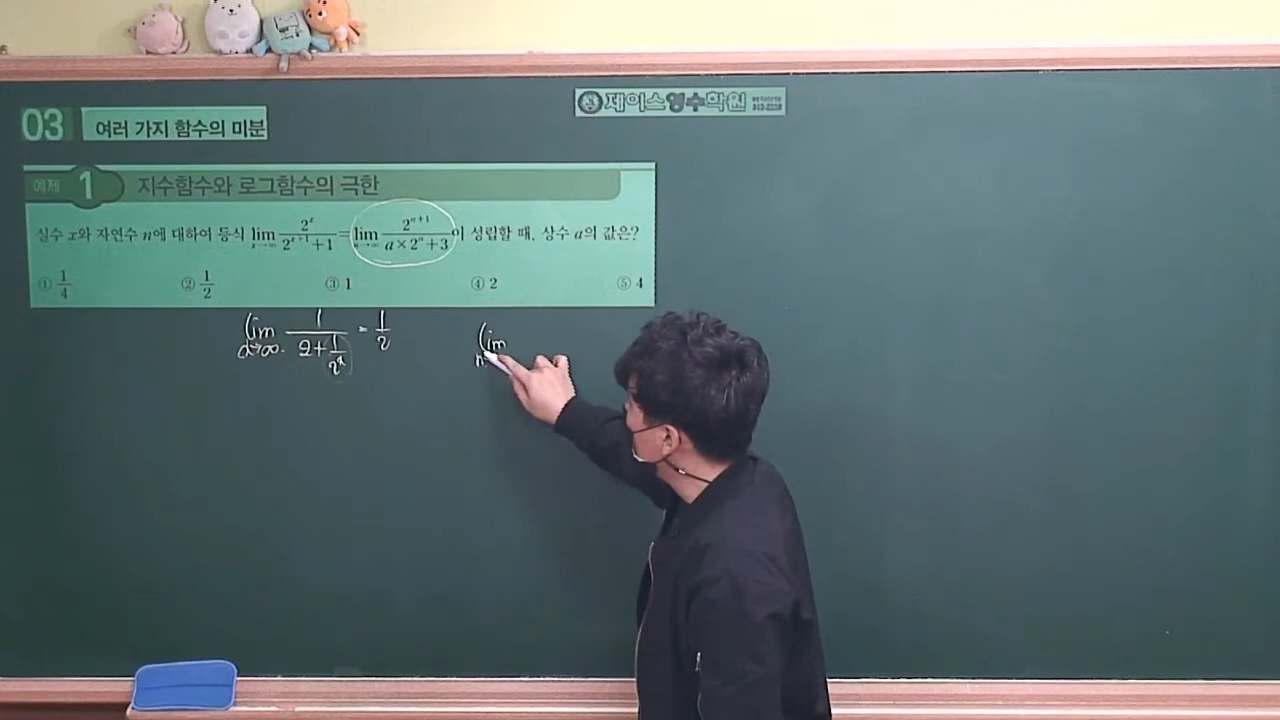 제이스영수학원
03 여러 가지 함수의 미분
예제 1 지수함수와 로그함수의 극한
실수 x와 자연수 n에 대하여 등식 lim x→∞ 2^x / 2^(x+1)+1 = lim n→∞ 2^(n+1) / a×2^n+3 이 성립할 때, 상수 a의 값은?
① 1/4 ② 1/2 ③ 1 ④ 2 ⑤ 4
lim x→∞ 1 / 2+1/2^x = 1/2 lim n